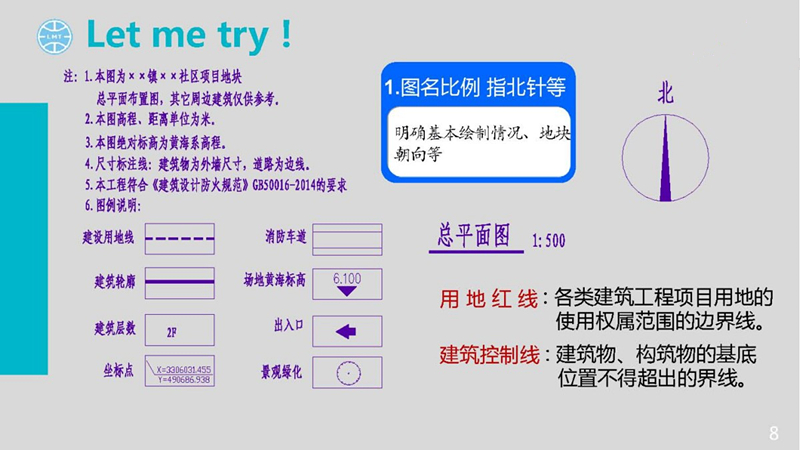 LMT
Let me try !
注: 1.本图为××镇××社区项目地块
总平面布置图，其它周边建筑仅供参考。
2.本图高程、距离单位为米。
3.本图绝对标高为黄海系高程。
4.尺寸标注线：建筑物为外墙尺寸，道路为边线。
5.本工程符合《建筑设计防火规范》GB50016-2014的要求
6.图例说明:
建设用地线
消防车道
建筑轮廓
场地黄海标高
6.100
建筑层数
2F
出入口
坐标点
X=3306031.455
Y=490686.938
景观绿化
1.图名比例 指北针等
明确基本绘制情况、地块
朝向等
北
总平面图 1:500
用 地 红 线：各类建筑工程项目用地的
使用权属范围的边界线。
建筑控制线：建筑物、构筑物的基底
位置不得超出的界线。
8